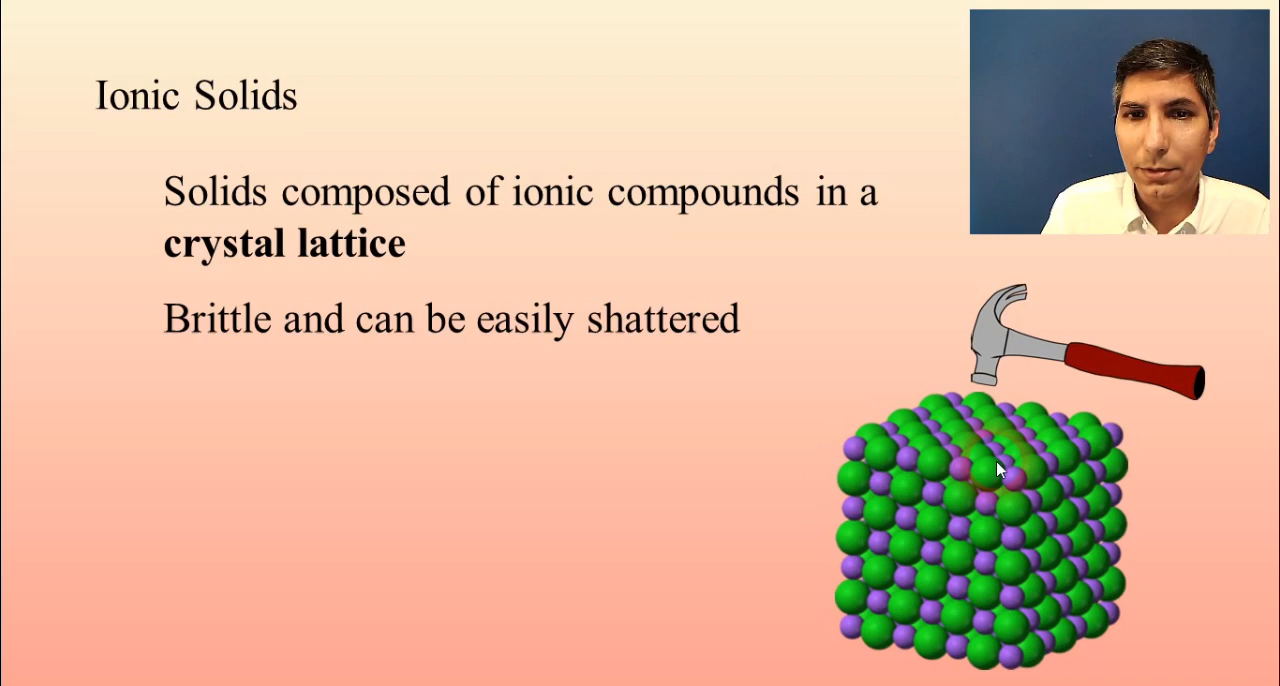 Ionic Solids
Solids composed of ionic compounds in a
crystal lattice
Brittle and can be easily shattered